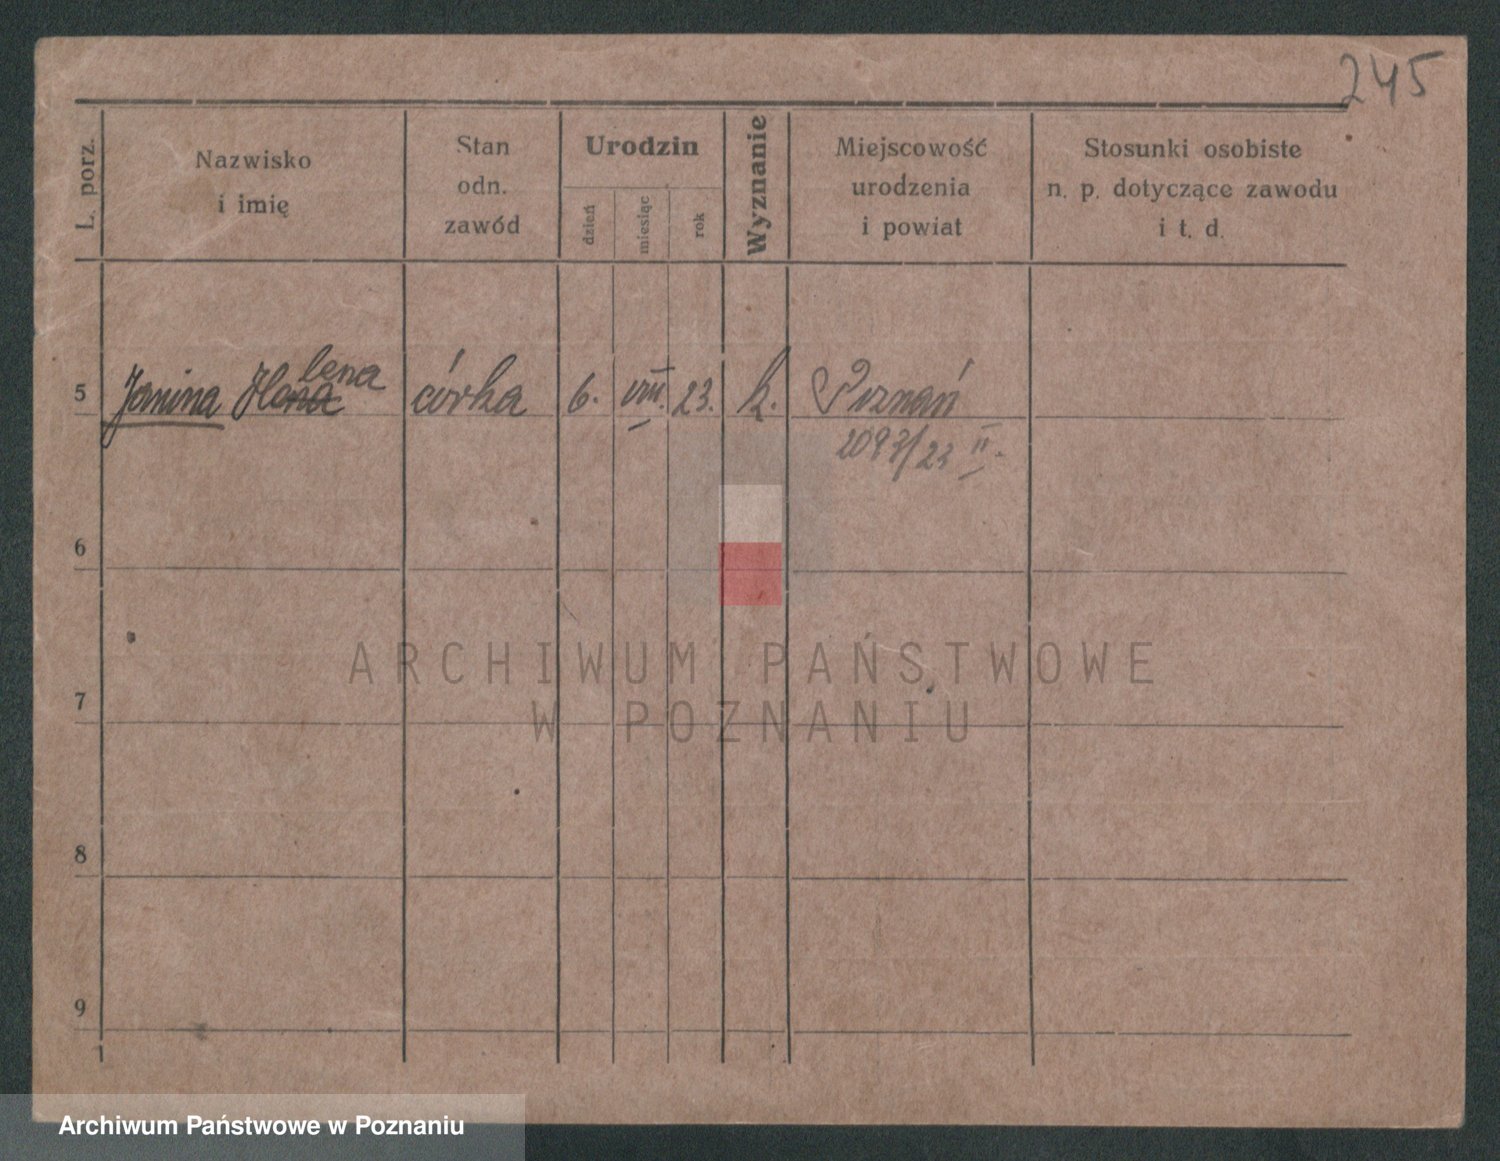 245
L. porz.
Nazwisko
i imię
Stan
odn.
zawód
Urodzin
dzień
miesiąc
rok
Wyznanie
Miejscowość
urodzenia
i powiat
Stosunki osobiste
n. p. dotyczące zawodu
i t. d.
lena
5 Janina córka 6. VIII. 23. k. Poznań
2093/23 II.
6
7
8
9
ARCHIWUM PAŃSTWOWE
W POZNANIU
Archiwum Państwowe w Poznaniu